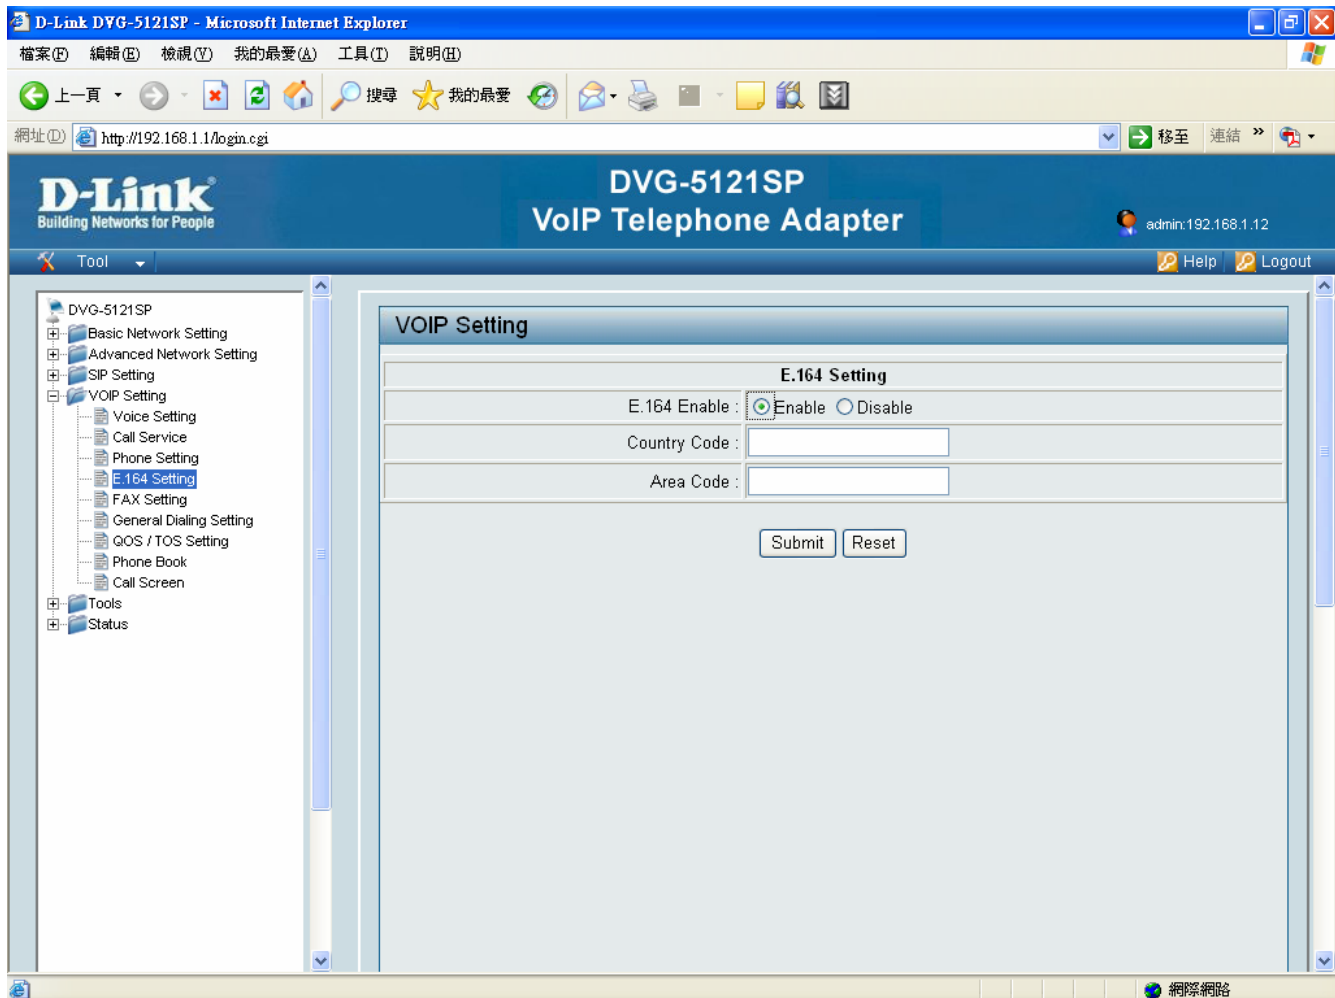 D-Link DVG-5121SP - Microsoft Internet Explorer
檔案(F) 編輯(E) 檢視(V) 我的最愛(A) 工具(T) 說明(H)
上一頁 搜尋 我的最愛
網址(D) http://192.168.1.1/login.cgi 移至 連結 »
D-Link®
Building Networks for People
DVG-5121SP
VoIP Telephone Adapter
admin:192.168.1.12
Tool Help Logout
DVG-5121SP
Basic Network Setting
Advanced Network Setting
SIP Setting
VOIP Setting
Voice Setting
Call Service
Phone Setting
E.164 Setting
FAX Setting
General Dialing Setting
QOS / TOS Setting
Phone Book
Call Screen
Tools
Status
VOIP Setting
E.164 Setting
E.164 Enable : Enable Disable
Country Code :
Area Code :
Submit Reset
網際網路